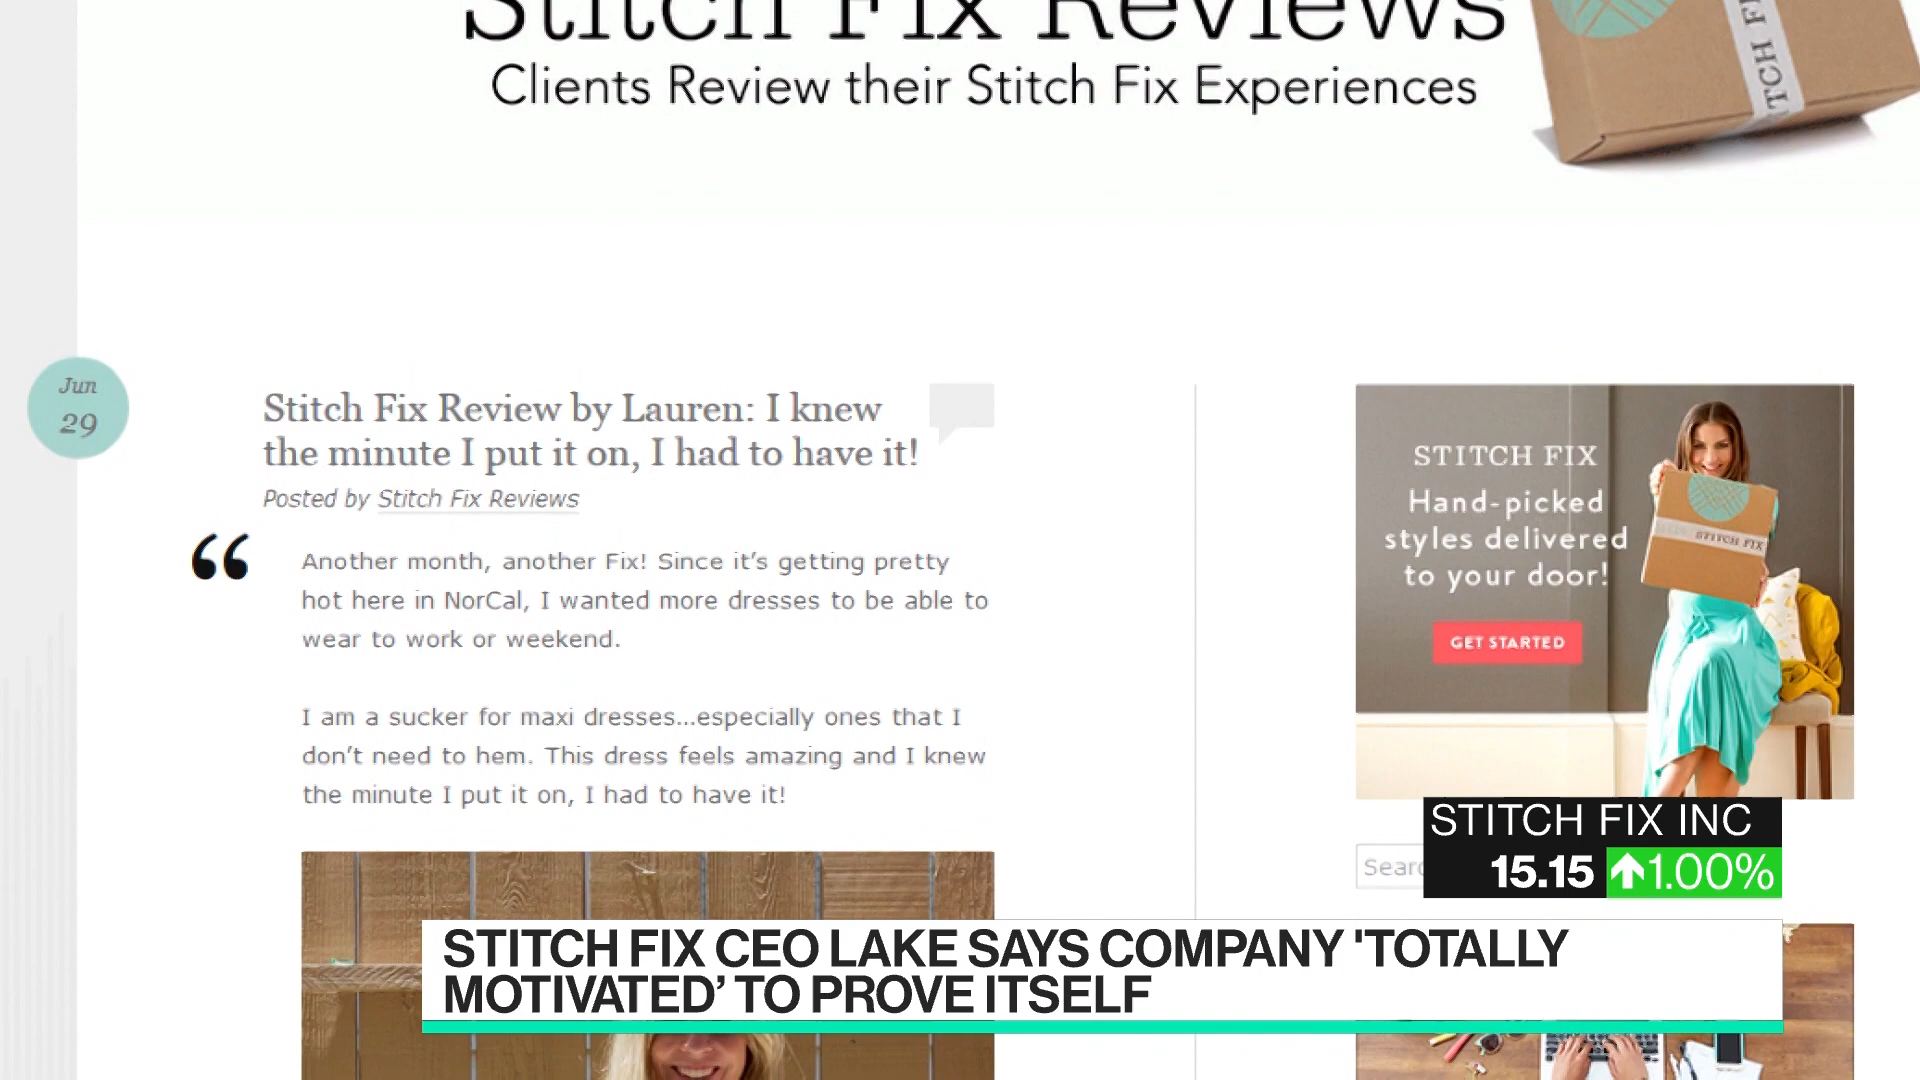 Stitch Fix Reviews
Clients Review their Stitch Fix Experiences
Jun
29
Stitch Fix Review by Lauren: I knew
the minute I put it on, I had to have it!
Posted by Stitch Fix Reviews
“
Another month, another Fix! Since it’s getting pretty
hot here in NorCal, I wanted more dresses to be able to
wear to work or weekend.
I am a sucker for maxi dresses...especially ones that I
don’t need to hem. This dress feels amazing and I knew
the minute I put it on, I had to have it!
STITCH FIX
Hand-picked
styles delivered
to your door!
GET STARTED
STITCH FIX
STITCH FIX INC
15.15 1.00%
STITCH FIX CEO LAKE SAYS COMPANY 'TOTALLY
MOTIVATED’ TO PROVE ITSELF